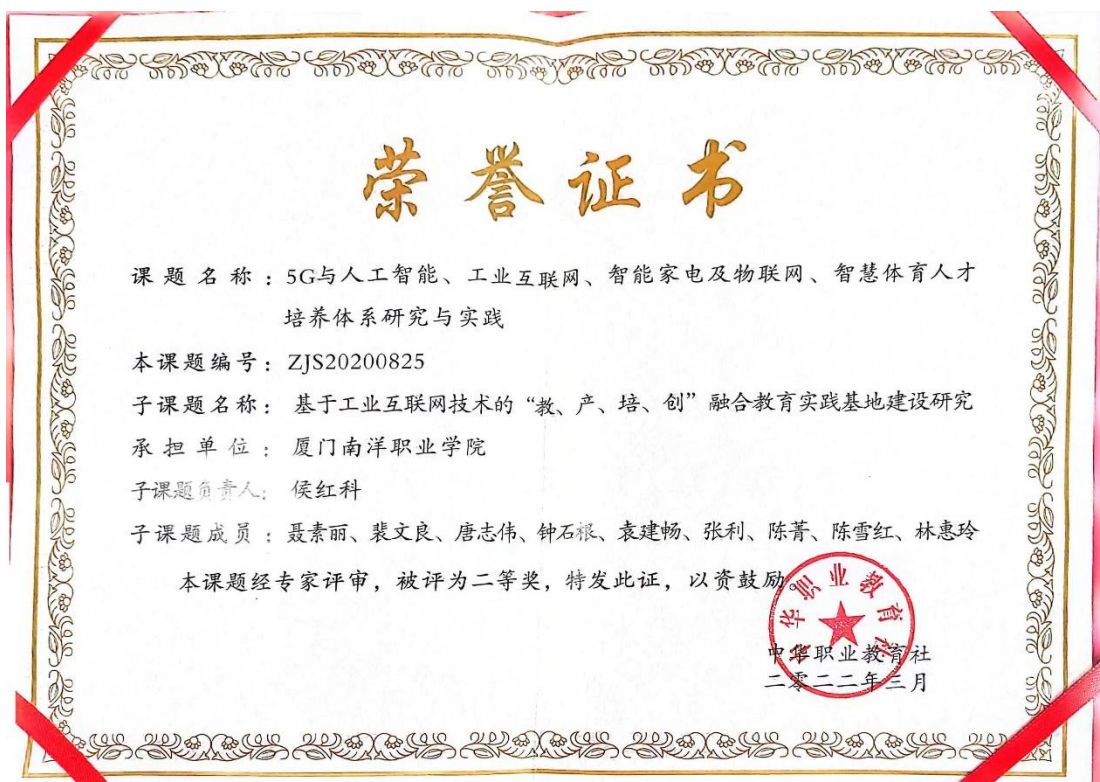 荣誉证书
课题名称：5G与人工智能、工业互联网、智能家电及物联网、智慧体育人才
培养体系研究与实践
本课题编号：ZJS20200825
子课题名称：基于工业互联网技术的“教、产、培、创”融合教育实践基地建设研究
承担单位：厦门南洋职业学院
子课题负责人：侯红科
子课题成员：聂素丽、裴文良、唐志伟、钟石根、袁建畅、张利、陈菁、陈雪红、林惠玲
本课题经专家评审，被评为二等奖，特发此证，以资鼓励。
中华职业教育社
中华职业教育社
二零二二年三月